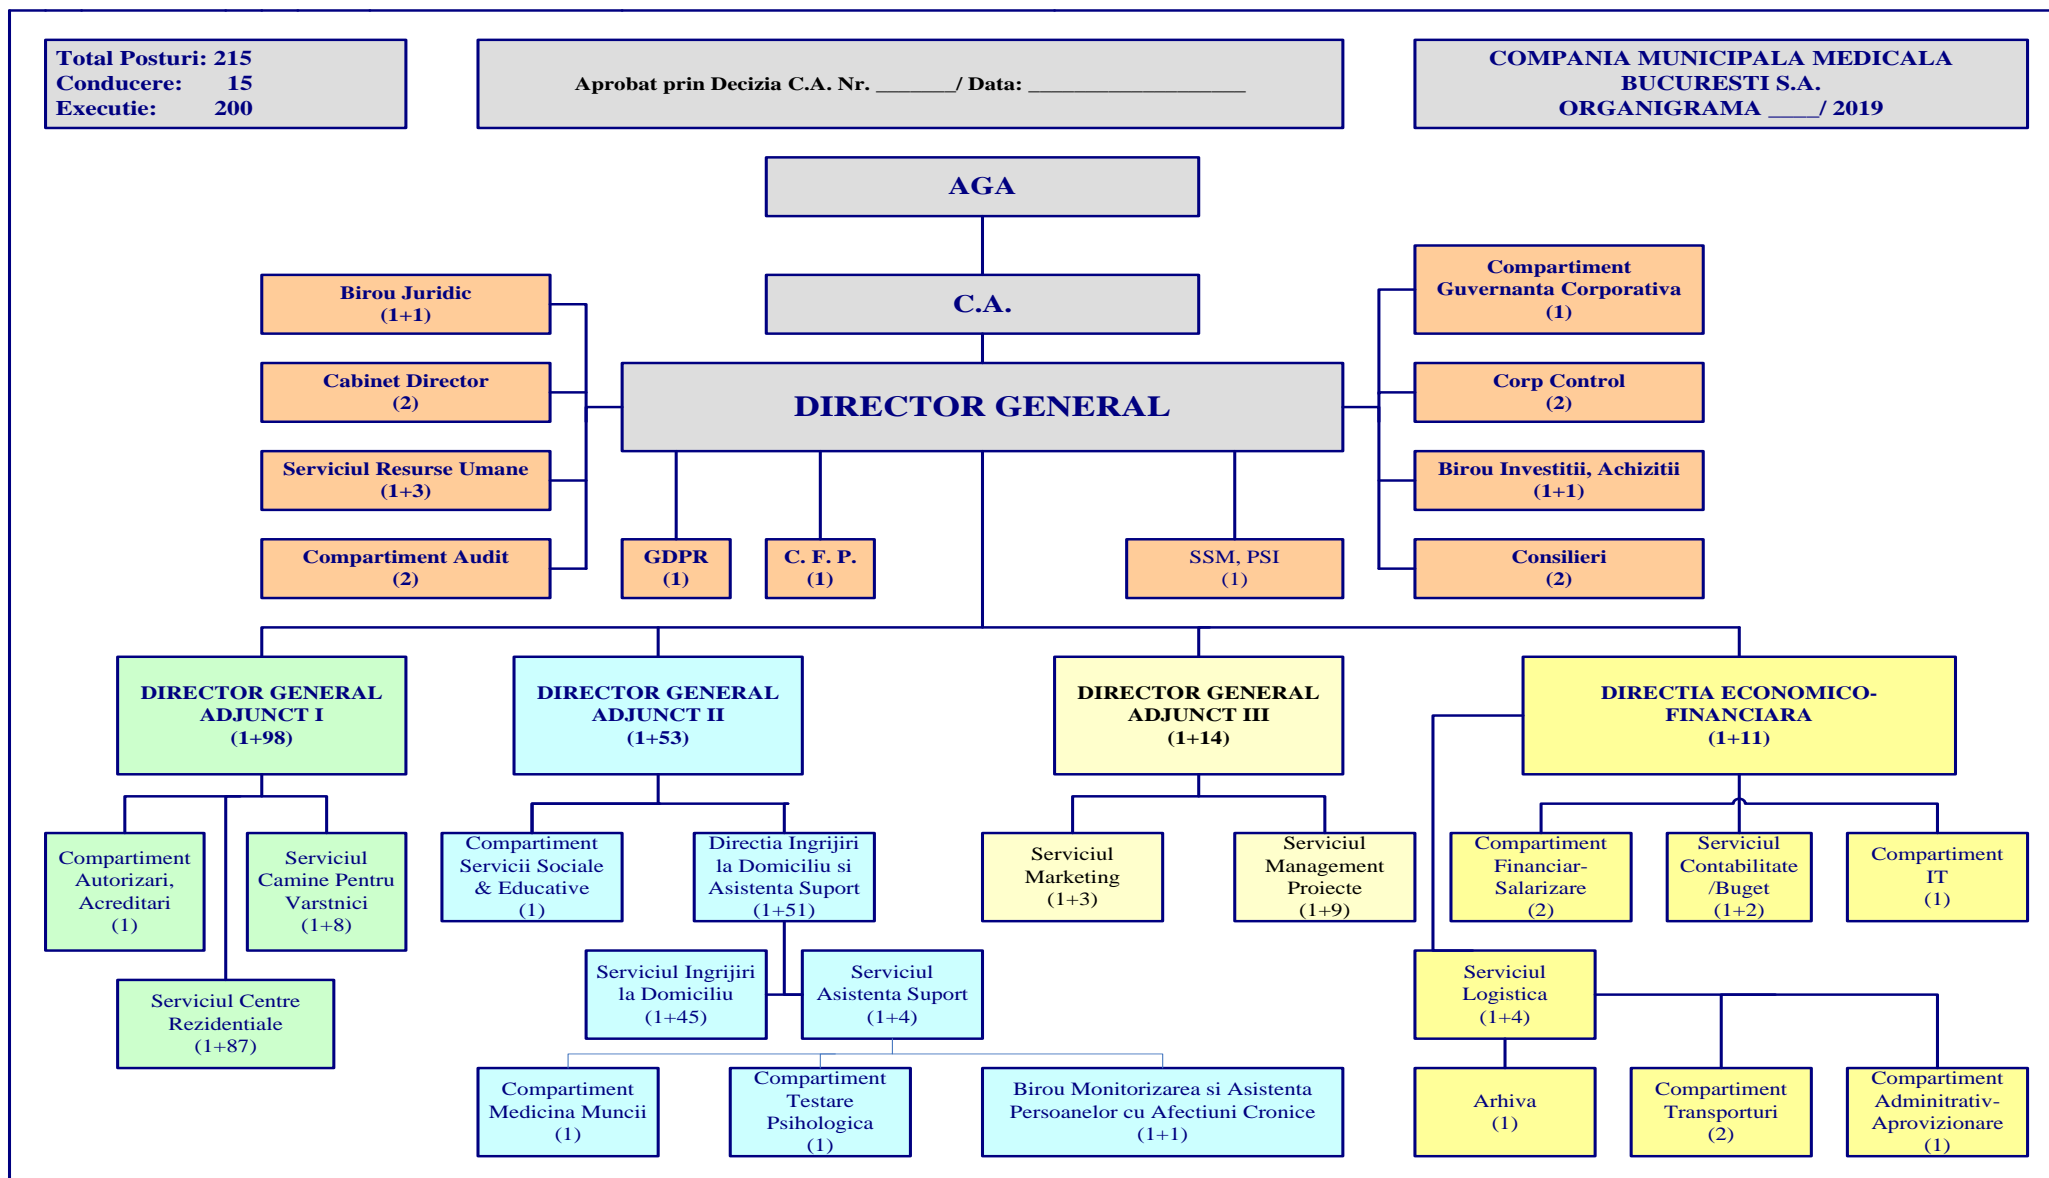 Total Posturi: 215
Conducere: 15
Executie: 200
Aprobat prin Decizia C.A. Nr. _______/ Data: ___________________
COMPANIA MUNICIPALA MEDICALA
BUCURESTI S.A.
ORGANIGRAMA ____/ 2019
AGA
C.A.
DIRECTOR GENERAL
Birou Juridic
(1+1)
Cabinet Director
(2)
Serviciul Resurse Umane
(1+3)
Compartiment Audit
(2)
GDPR
(1)
C. F. P.
(1)
SSM, PSI
(1)
Compartiment
Guvernanta Corporativa
(1)
Corp Control
(2)
Birou Investitii, Achizitii
(1+1)
Consilieri
(2)
DIRECTOR GENERAL
ADJUNCT I
(1+98)
DIRECTOR GENERAL
ADJUNCT II
(1+53)
DIRECTOR GENERAL
ADJUNCT III
(1+14)
DIRECTIA ECONOMICO-
FINANCIARA
(1+11)
Compartiment
Autorizari,
Acreditari
(1)
Serviciul
Camine Pentru
Varstnici
(1+8)
Serviciul Centre
Rezidentiale
(1+87)
Compartiment
Servicii Sociale
& Educative
(1)
Directia Ingrijiri
la Domiciliu si
Asistenta Suport
(1+51)
Serviciul Ingrijiri
la Domiciliu
(1+45)
Serviciul
Asistenta Suport
(1+4)
Compartiment
Medicina Muncii
(1)
Compartiment
Testare
Psihologica
(1)
Birou Monitorizarea si Asistenta
Persoanelor cu Afectiuni Cronice
(1+1)
Serviciul
Marketing
(1+3)
Serviciul
Management
Proiecte
(1+9)
Compartiment
Financiar-
Salarizare
(2)
Serviciul
Contabilitate
/Buget
(1+2)
Compartiment
IT
(1)
Serviciul
Logistica
(1+4)
Arhiva
(1)
Compartiment
Transporturi
(2)
Compartiment
Adminitrativ-
Aprovizionare
(1)